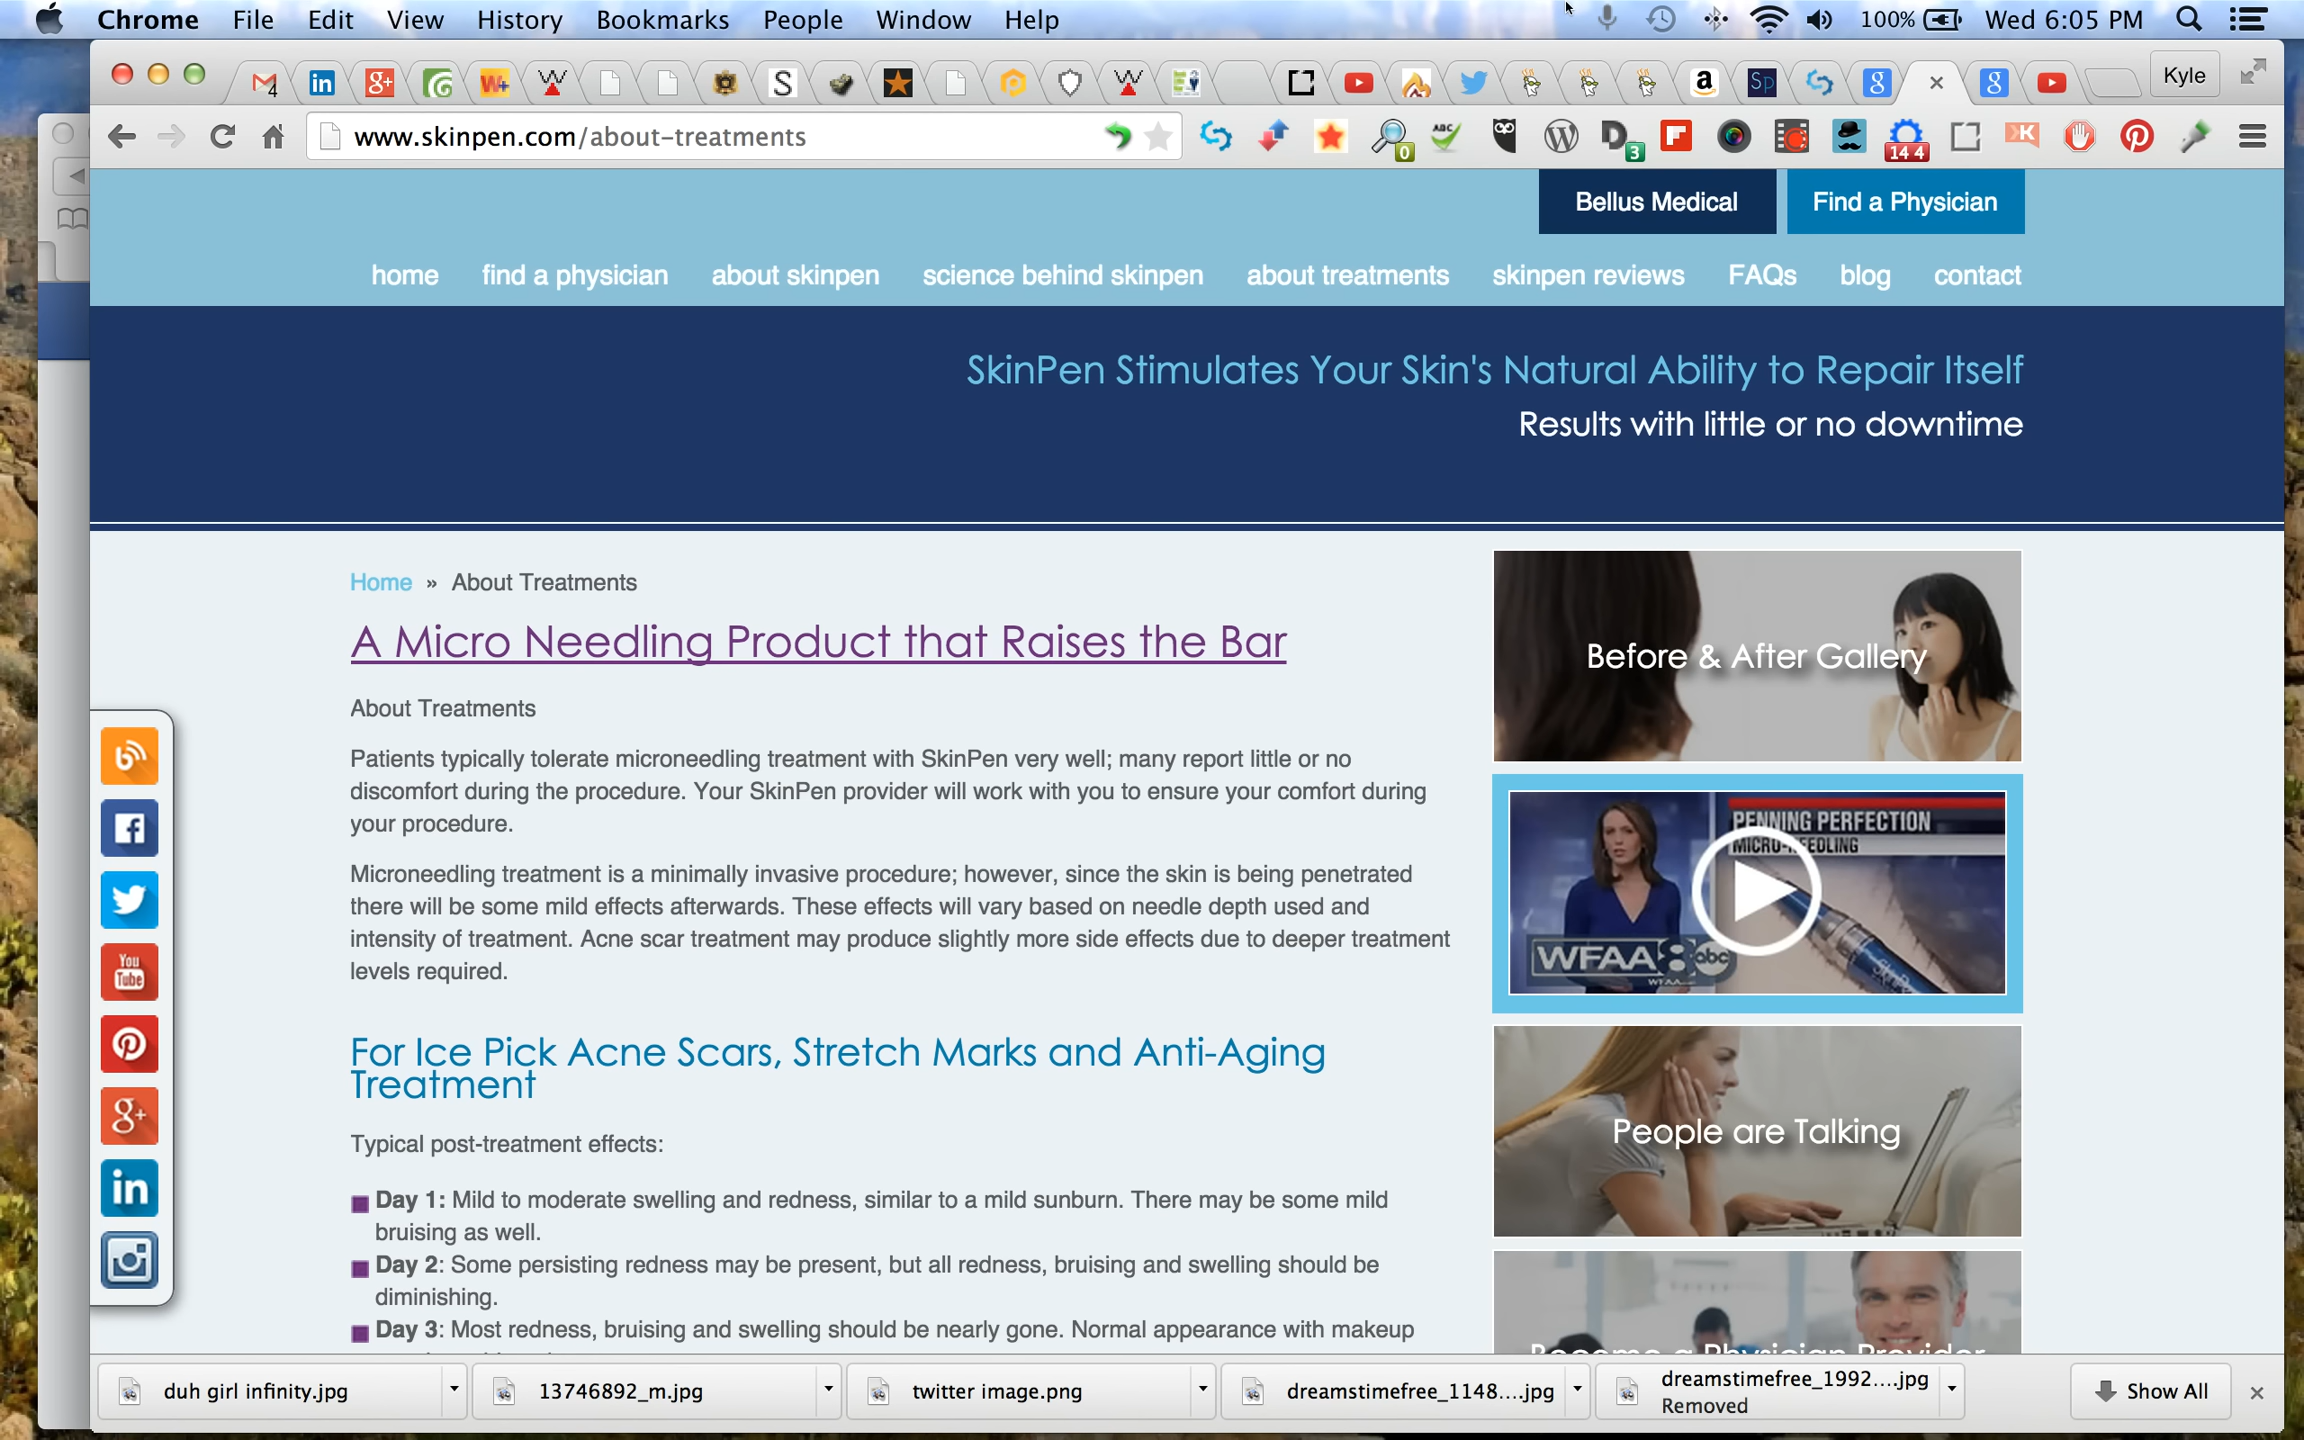 Chrome File Edit View History Bookmarks People Window Help 100% Wed 6:05 PM
Kyle
www.skinpen.com/about-treatments
Bellus Medical Find a Physician
home find a physician about skinpen science behind skinpen about treatments skinpen reviews FAQs blog contact
SkinPen Stimulates Your Skin's Natural Ability to Repair Itself
Results with little or no downtime
Home » About Treatments
A Micro Needling Product that Raises the Bar
About Treatments
Patients typically tolerate microneedling treatment with SkinPen very well; many report little or no
discomfort during the procedure. Your SkinPen provider will work with you to ensure your comfort during
your procedure.
Microneedling treatment is a minimally invasive procedure; however, since the skin is being penetrated
there will be some mild effects afterwards. These effects will vary based on needle depth used and
intensity of treatment. Acne scar treatment may produce slightly more side effects due to deeper treatment
levels required.
For Ice Pick Acne Scars, Stretch Marks and Anti-Aging
Treatment
Typical post-treatment effects:
Day 1: Mild to moderate swelling and redness, similar to a mild sunburn. There may be some mild
bruising as well.
Day 2: Some persisting redness may be present, but all redness, bruising and swelling should be
diminishing.
Day 3: Most redness, bruising and swelling should be nearly gone. Normal appearance with makeup
Before & After Gallery
PENNING PERFECTION
MICRO-NEEDLING
WFAA 8 abc
People are Talking
Become a Physician Provider
You
Tube
duh girl infinity.jpg
13746892_m.jpg
twitter image.png
dreamstimefree_1148....jpg
dreamstimefree_1992....jpg
Removed
Show All